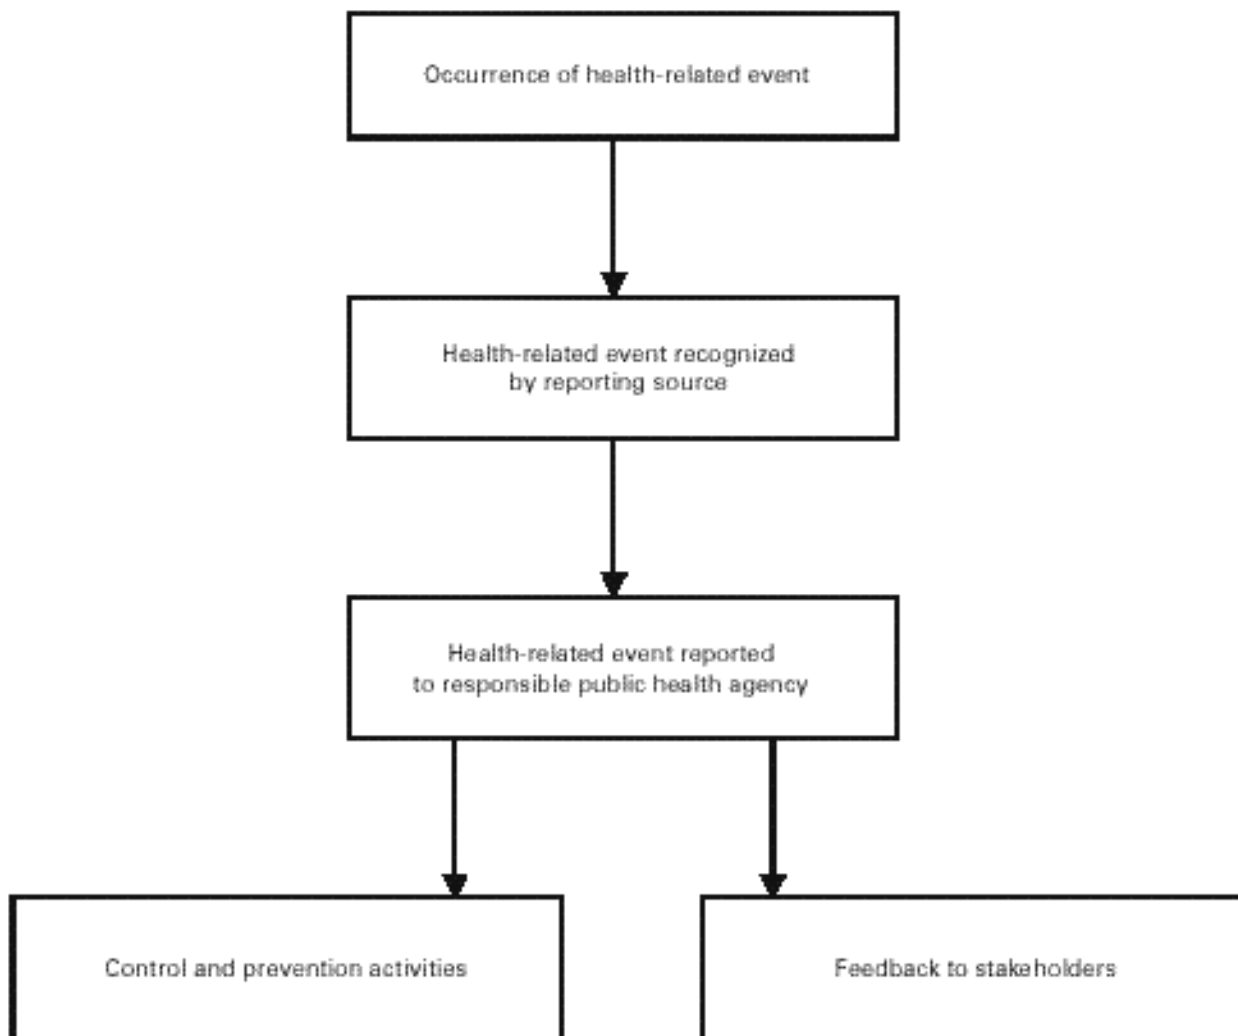 Occurrence of health-related event
Health-related event recognized
by reporting source
Health-related event reported
to responsible public health agency
Control and prevention activities
Feedback to stakeholders